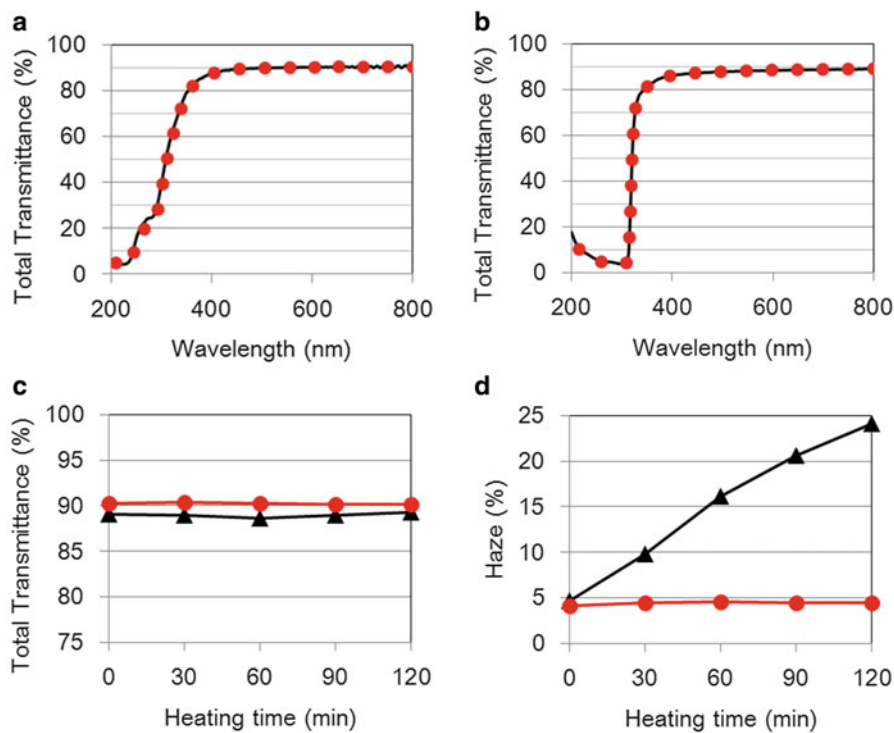 a
Total Transmittance (%)
100
80
60
40
20
0
200 400 600 800
Wavelength (nm)
b
Total Transmittance (%)
100
80
60
40
20
0
200 400 600 800
Wavelength (nm)
c
Total Transmittance (%)
100
95
90
85
80
75
0 30 60 90 120
Heating time (min)
d
Haze (%)
25
20
15
10
5
0
0 30 60 90 120
Heating time (min)